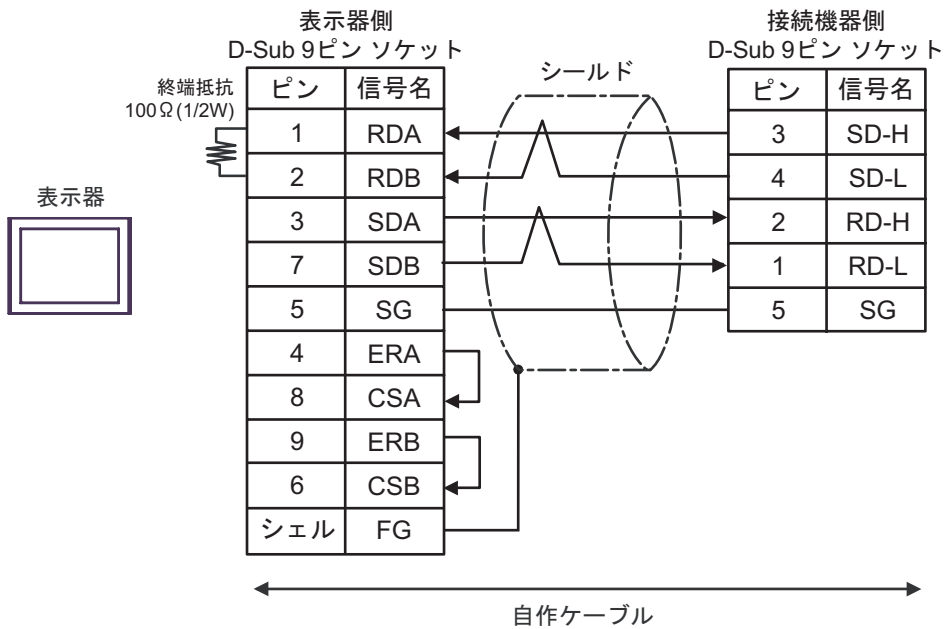 表示器側
D-Sub 9ピン ソケット
接続機器側
D-Sub 9ピン ソケット
シールド
終端抵抗
100Ω(1/2W)
表示器
ピン 信号名
1 RDA
2 RDB
3 SDA
7 SDB
5 SG
4 ERA
8 CSA
9 ERB
6 CSB
シェル FG
ピン 信号名
3 SD-H
4 SD-L
2 RD-H
1 RD-L
5 SG
自作ケーブル